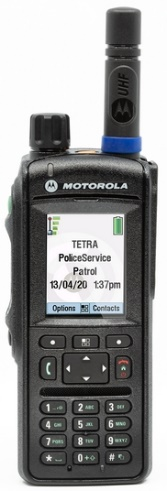 UHF
MOTOROLA
TETRA
PoliceService
Patrol
13/04/20 1:37pm
Options Contacts
1 2 ABC 3 DEF
4 GHI 5 JKL 6 MNO
7 PQRS 8 TUV 9 WXYZ
* 0 #